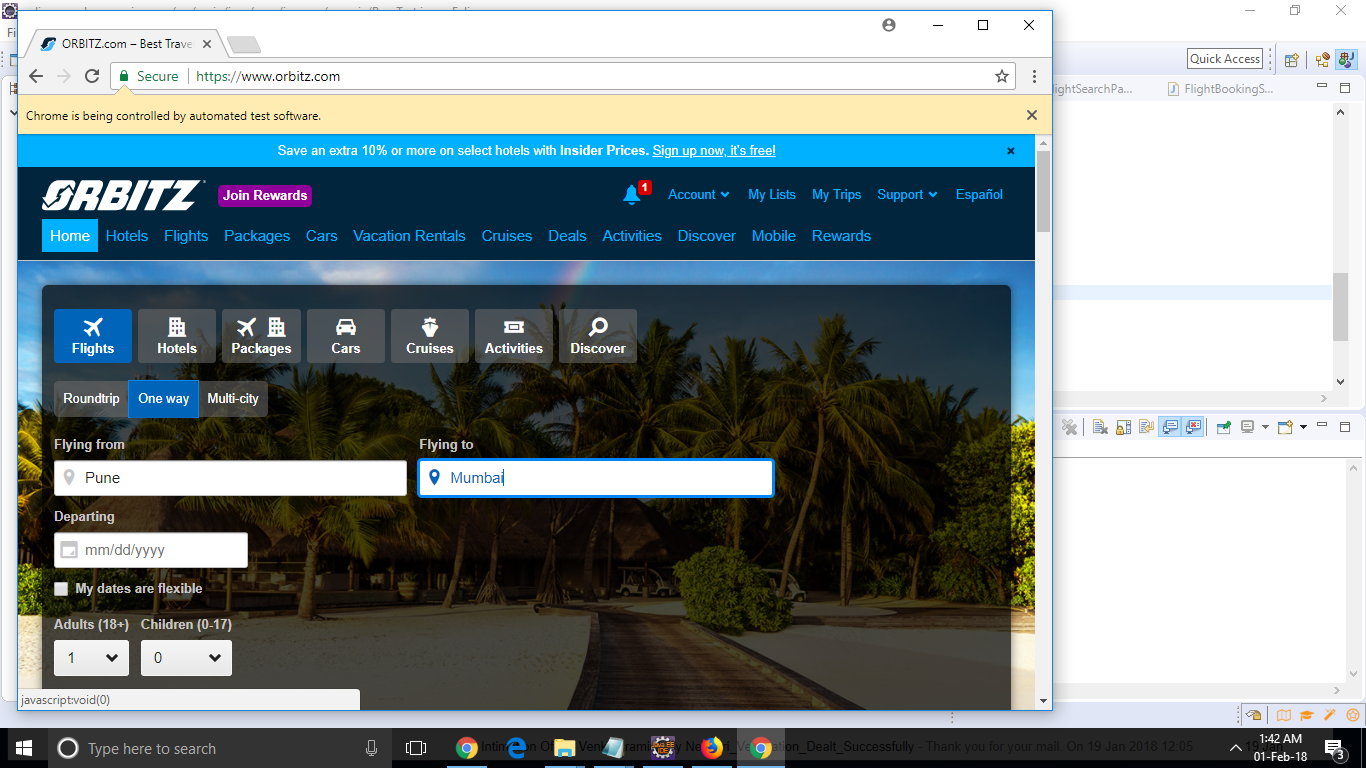 ORBITZ.com – Best Trave
Secure
https://www.orbitz.com
Quick Access
FlightBookingS...
Chrome is being controlled by automated test software.
Save an extra 10% or more on select hotels with Insider Prices. Sign up now, it's free!
ORBITZ
Join Rewards
1
Account
My Lists
My Trips
Support
Español
Home
Hotels
Flights
Packages
Cars
Vacation Rentals
Cruises
Deals
Activities
Discover
Mobile
Rewards
Flights
Hotels
Packages
Cars
Cruises
Activities
Discover
Roundtrip
One way
Multi-city
Flying from
Flying to
Pune
Mumbai
Departing
mm/dd/yyyy
My dates are flexible
Adults (18+)
Children (0-17)
1
0
javascript:void(0)
Type here to search
Dealt_Successfully - Thank you for your mail. On 19 Jan 2018 12:05
19 Jan
1:42 AM
01-Feb-18
3